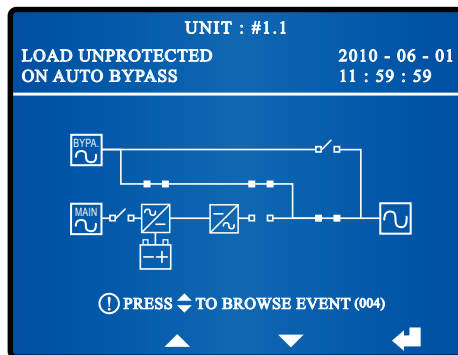 UNIT : #1.1
LOAD UNPROTECTED 2010 - 06 - 01
ON AUTO BYPASS 11 : 59 : 59
BYPA.
MAIN
! PRESS TO BROWSE EVENT (004)